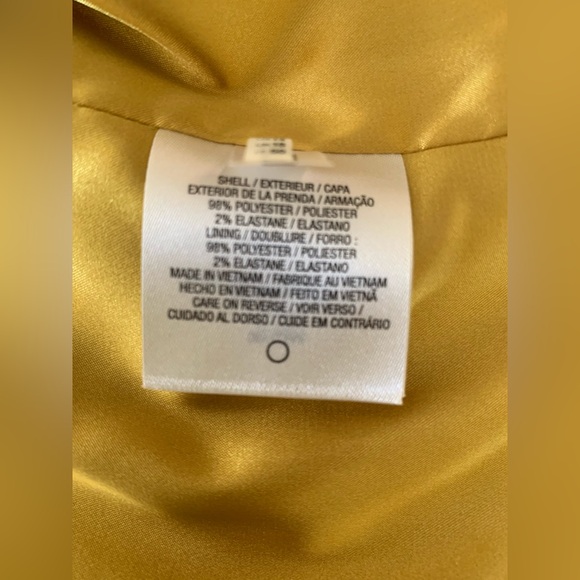 SHELL / EXTERIEUR / CAPA
EXTERIOR DE LA PRENDA / ARMAÇÃO
98% POLYESTER / POLIESTER
2% ELASTANE / ELASTANO
LINING / DOUBLURE / FORRO :
98% POLYESTER / POLIESTER
2% ELASTANE / ELASTANO
MADE IN VIETNAM / FABRIQUE AU VIETNAM
HECHO EN VIETNAM / FEITO EM VIETNÃ
CARE ON REVERSE / VOIR VERSO /
CUIDADO AL DORSO / CUIDE EM CONTRÁRIO